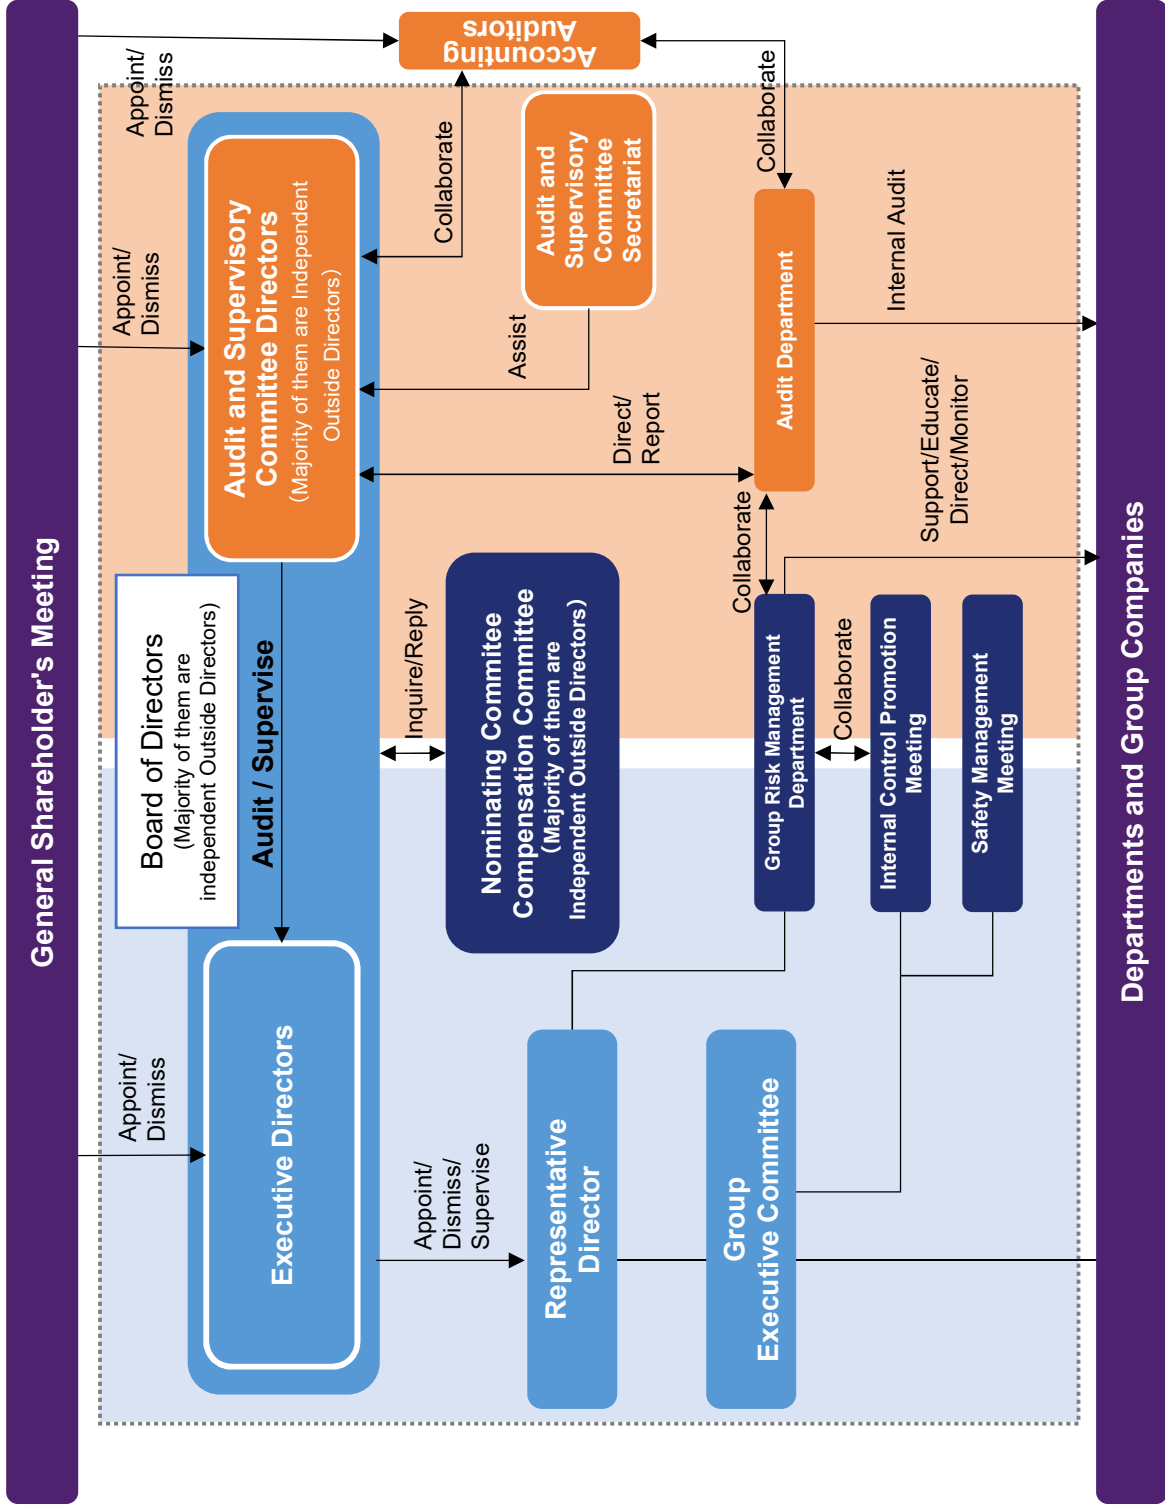 General Shareholder's Meeting
Appoint/
Dismiss
Appoint/
Dismiss
Appoint/
Dismiss
Board of Directors
(Majority of them are
independent Outside Directors)
Executive Directors
Audit / Supervise
Audit and Supervisory
Committee Directors
(Majority of them are Independent
Outside Directors)
Accounting
Auditors
Appoint/
Dismiss/
Supervise
Inquire/Reply
Collaborate
Assist
Audit and
Supervisory
Committee
Secretariat
Nominating Commitee
Compensation Committee
(Majority of them are
Independent Outside Directors)
Representative
Director
Direct/
Report
Collaborate
Group
Executive Committee
Collaborate
Group Risk Management
Department
Audit Department
Collaborate
Internal Control Promotion
Meeting
Internal Audit
Support/Educate/
Direct/Monitor
Safety Management
Meeting
Departments and Group Companies